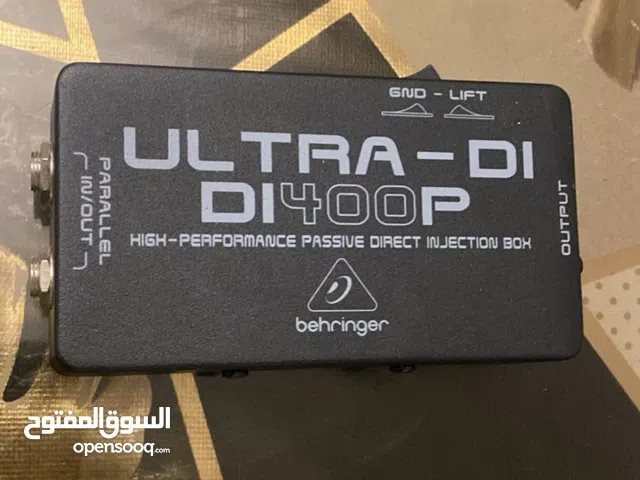 GND - LIFT
ULTRA-DI
DI400P
HIGH-PERFORMANCE PASSIVE DIRECT INJECTION BOX
behringer
PARALLEL
IN/OUT
OUTPUT
السوق المفتوح
opensooq.com